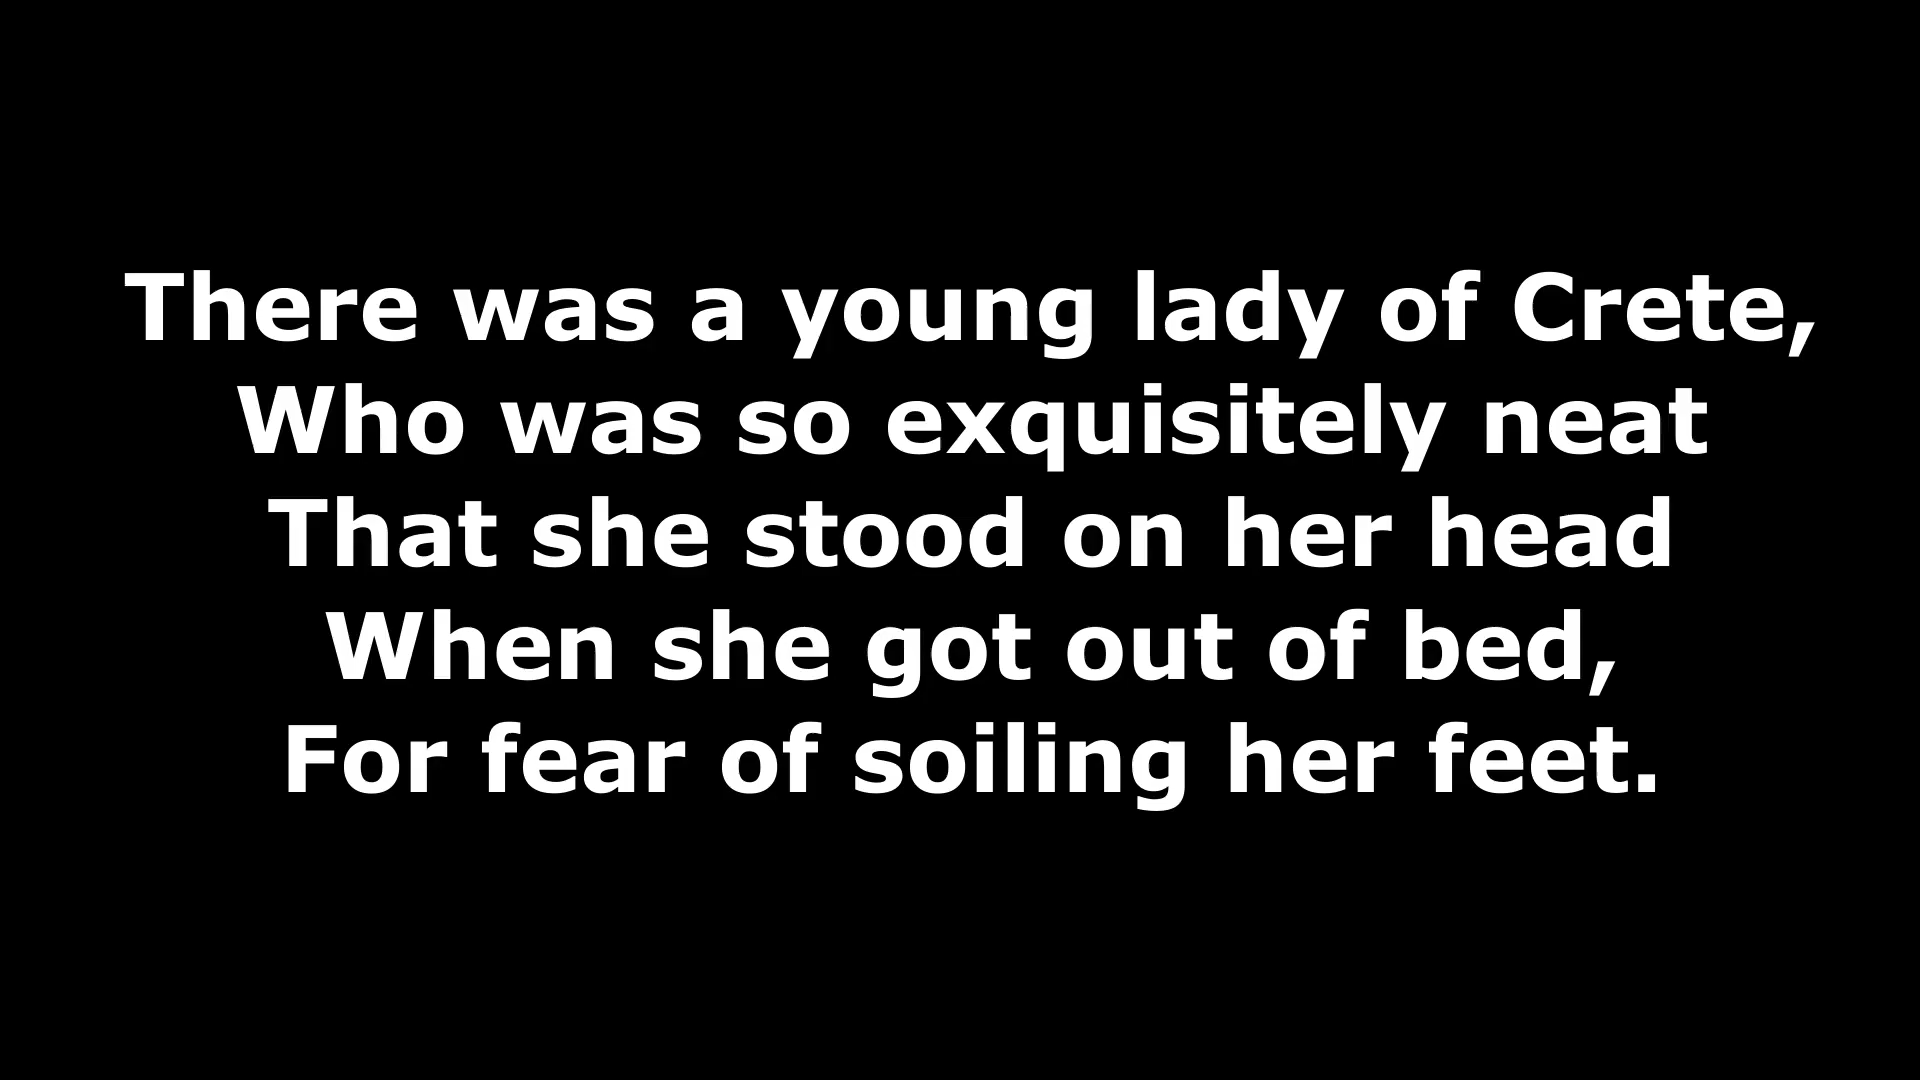 There was a young lady of Crete,
Who was so exquisitely neat
That she stood on her head
When she got out of bed,
For fear of soiling her feet.